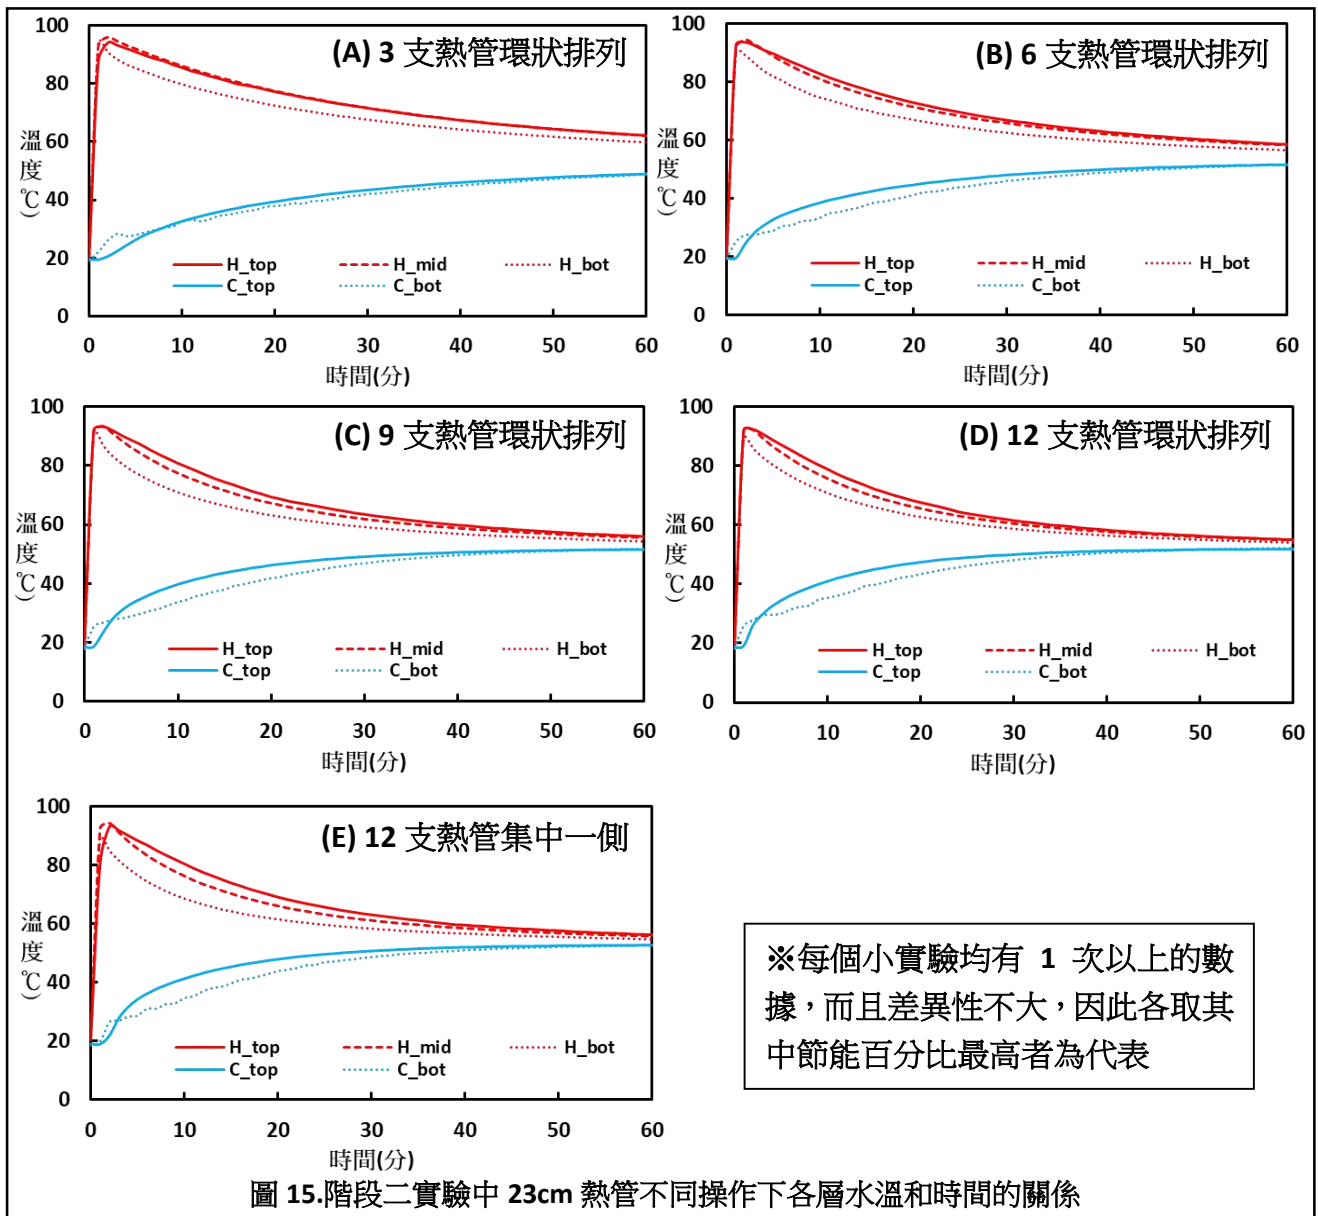 (A) 3 支熱管環狀排列
100
80
60
40
20
0
溫度(℃)
H_top H_mid H_bot
C_top C_bot
0 10 20 30 40 50 60
時間(分)
(B) 6 支熱管環狀排列
100
80
60
40
20
0
溫度(℃)
H_top H_mid H_bot
C_top C_bot
0 10 20 30 40 50 60
時間(分)
(C) 9 支熱管環狀排列
100
80
60
40
20
0
溫度(℃)
H_top H_mid H_bot
C_top C_bot
0 10 20 30 40 50 60
時間(分)
(D) 12 支熱管環狀排列
100
80
60
40
20
0
溫度(℃)
H_top H_mid H_bot
C_top C_bot
0 10 20 30 40 50 60
時間(分)
(E) 12 支熱管集中一側
100
80
60
40
20
0
溫度(℃)
H_top H_mid H_bot
C_top C_bot
0 10 20 30 40 50 60
時間(分)
※每個小實驗均有 1 次以上的數
據，而且差異性不大，因此各取其
中節能百分比最高者為代表
圖 15.階段二實驗中 23cm 熱管不同操作下各層水溫和時間的關係